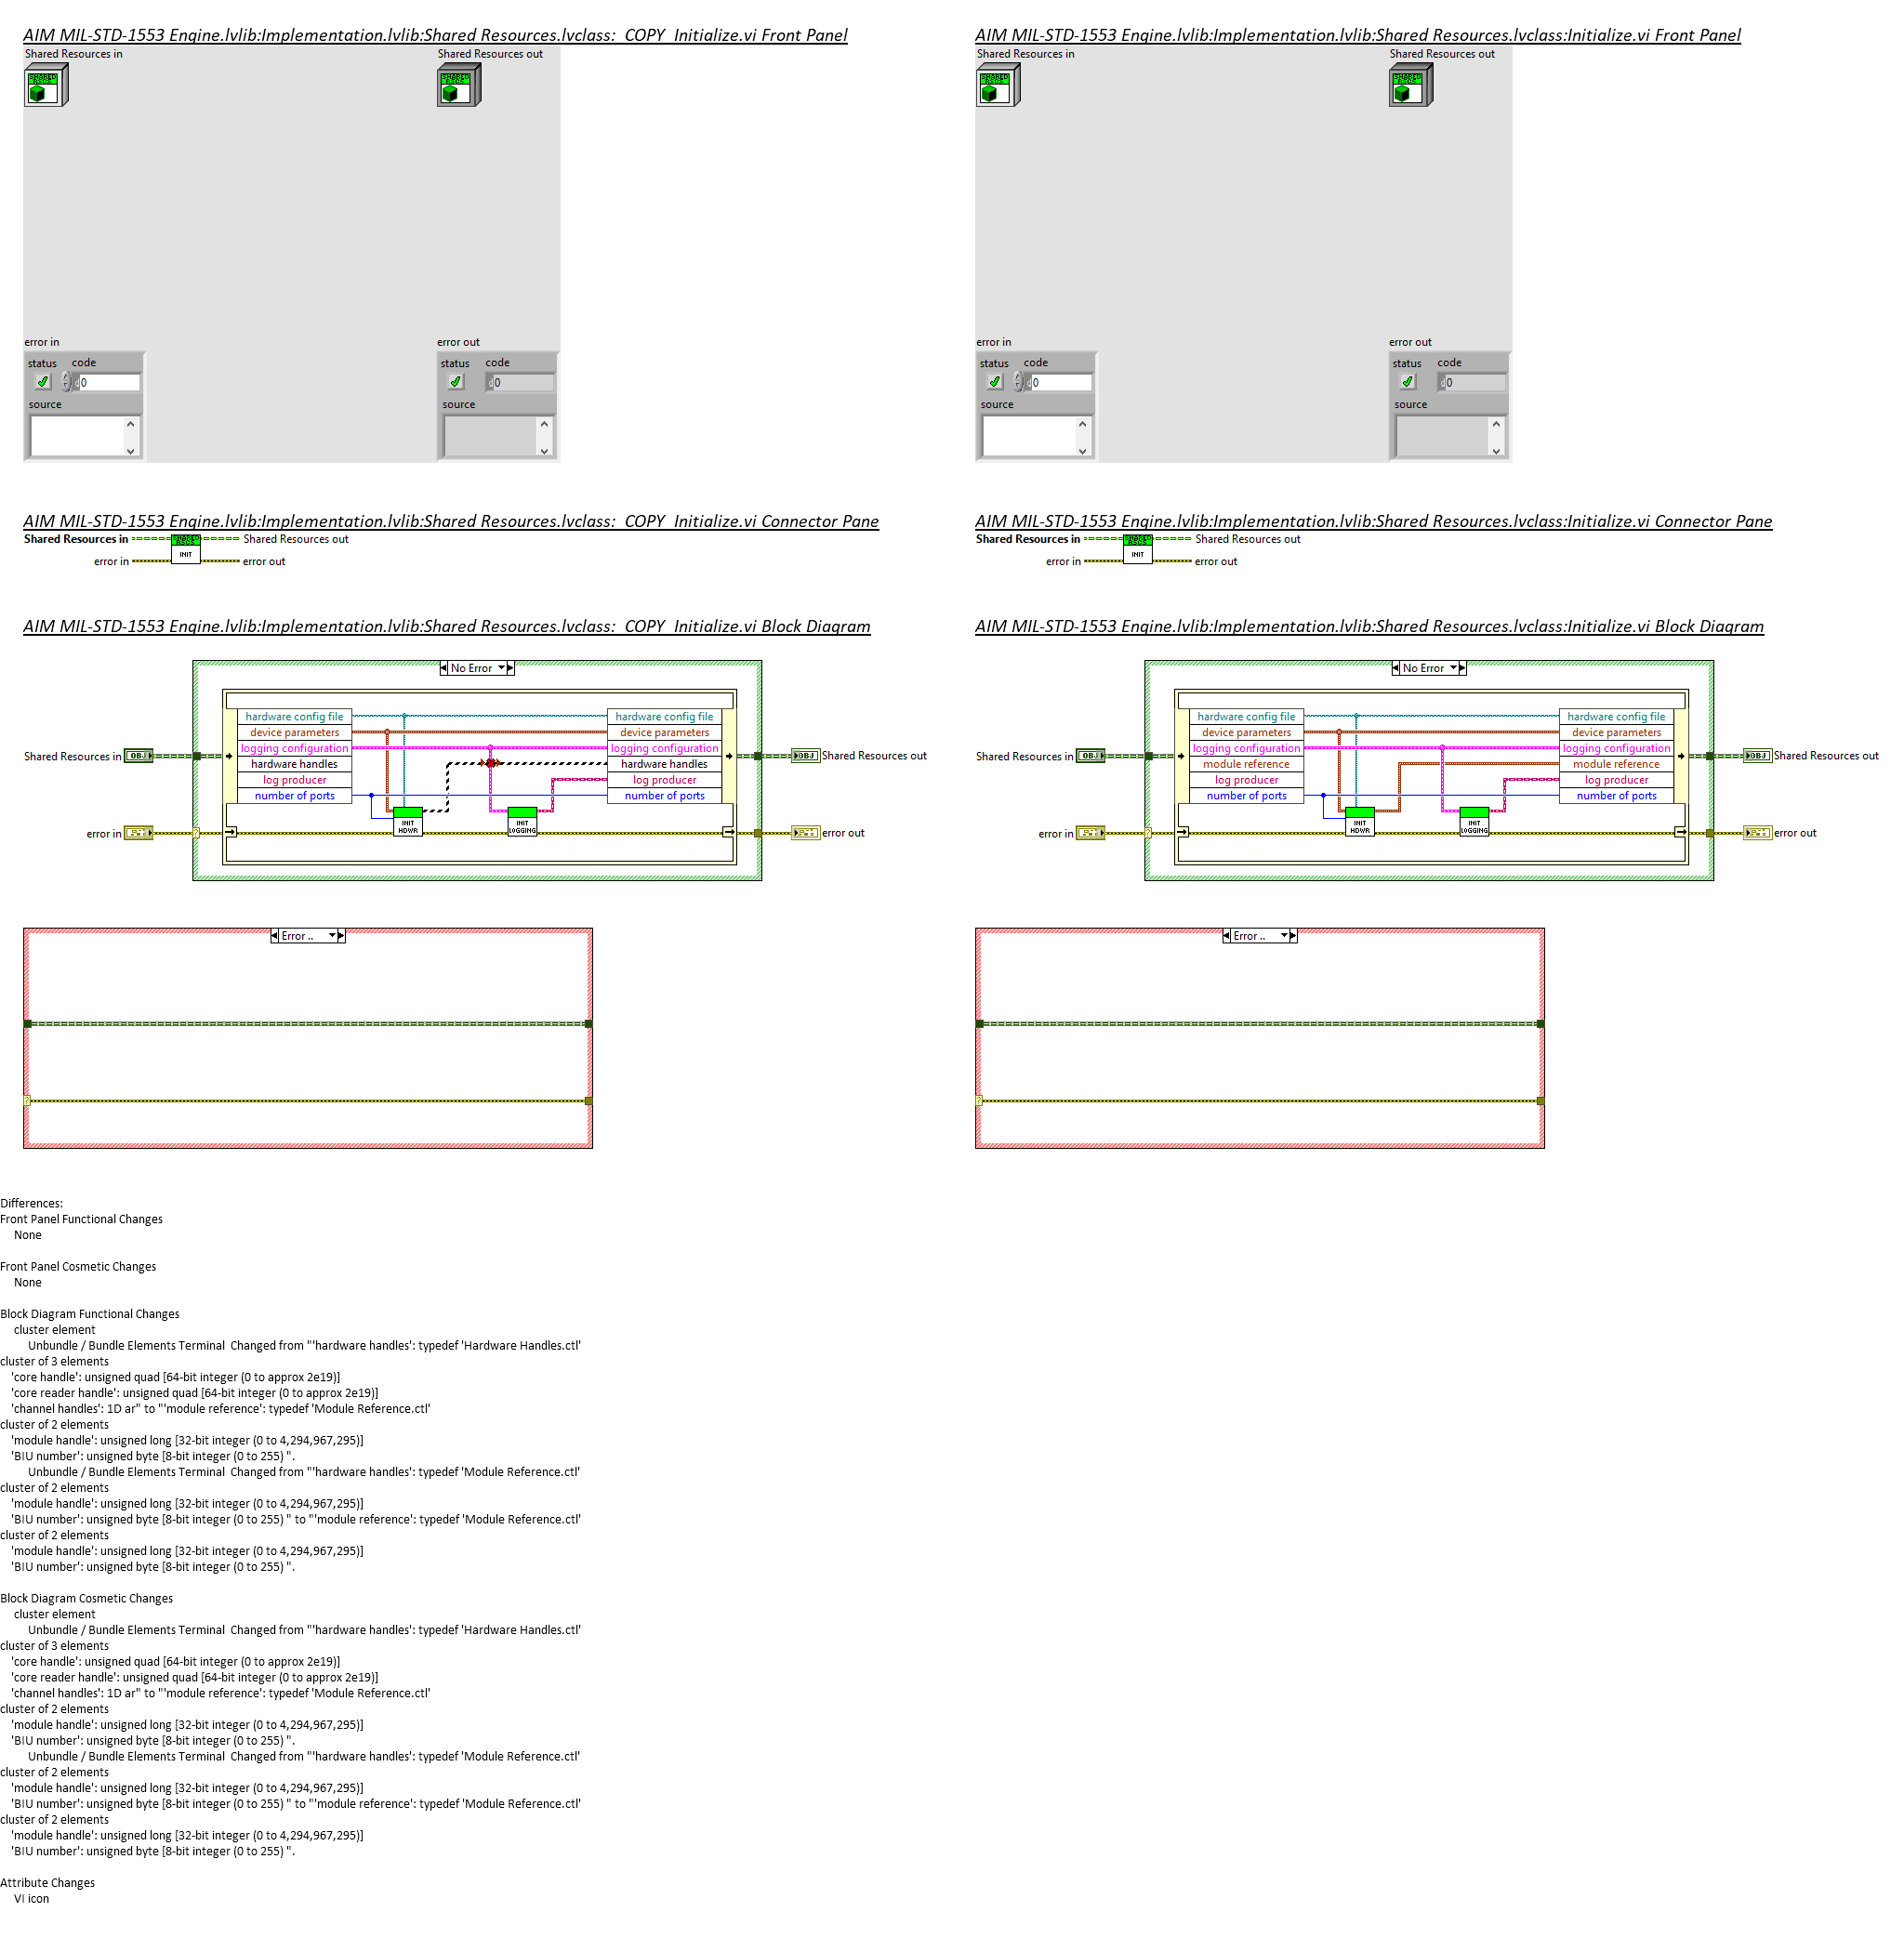 AIM MIL-STD-1553 Engine.lvlib:Implementation.lvlib:Shared Resources.lvclass:  COPY  Initialize.vi Front Panel
Shared Resources in
SHARED
RSCS
Shared Resources out
SHARED
RSCS
error in
status
code
0
source
error out
status
code
0
source
AIM MIL-STD-1553 Engine.lvlib:Implementation.lvlib:Shared Resources.lvclass:Initialize.vi Front Panel
Shared Resources in
SHARED
RSCS
Shared Resources out
SHARED
RSCS
error in
status
code
0
source
error out
status
code
0
source
AIM MIL-STD-1553 Engine.lvlib:Implementation.lvlib:Shared Resources.lvclass:  COPY  Initialize.vi Connector Pane
Shared Resources in
SHARED
RSCS
INIT
Shared Resources out
error in
error out
AIM MIL-STD-1553 Engine.lvlib:Implementation.lvlib:Shared Resources.lvclass:Initialize.vi Connector Pane
Shared Resources in
SHARED
RSCS
INIT
Shared Resources out
error in
error out
AIM MIL-STD-1553 Engine.lvlib:Implementation.lvlib:Shared Resources.lvclass:  COPY  Initialize.vi Block Diagram
No Error
hardware config file
hardware config file
device parameters
device parameters
logging configuration
logging configuration
Shared Resources in
OBJ
OBJ
Shared Resources out
hardware handles
hardware handles
log producer
log producer
number of ports
number of ports
INIT
HDWR
INIT
LOGGING
error in
error out
Error ..
AIM MIL-STD-1553 Engine.lvlib:Implementation.lvlib:Shared Resources.lvclass:Initialize.vi Block Diagram
No Error
hardware config file
hardware config file
device parameters
device parameters
logging configuration
logging configuration
Shared Resources in
OBJ
OBJ
Shared Resources out
module reference
module reference
log producer
log producer
number of ports
number of ports
INIT
HDWR
INIT
LOGGING
error in
error out
Error ..
Differences:
Front Panel Functional Changes
None
Front Panel Cosmetic Changes
None
Block Diagram Functional Changes
cluster element
Unbundle / Bundle Elements Terminal  Changed from "'hardware handles': typedef 'Hardware Handles.ctl'
cluster of 3 elements
'core handle': unsigned quad [64-bit integer (0 to approx 2e19)]
'core reader handle': unsigned quad [64-bit integer (0 to approx 2e19)]
'channel handles': 1D ar" to "'module reference': typedef 'Module Reference.ctl'
cluster of 2 elements
'module handle': unsigned long [32-bit integer (0 to 4,294,967,295)]
'BIU number': unsigned byte [8-bit integer (0 to 255) ".
Unbundle / Bundle Elements Terminal  Changed from "'hardware handles': typedef 'Module Reference.ctl'
cluster of 2 elements
'module handle': unsigned long [32-bit integer (0 to 4,294,967,295)]
'BIU number': unsigned byte [8-bit integer (0 to 255) " to "'module reference': typedef 'Module Reference.ctl'
cluster of 2 elements
'module handle': unsigned long [32-bit integer (0 to 4,294,967,295)]
'BIU number': unsigned byte [8-bit integer (0 to 255) ".
Block Diagram Cosmetic Changes
cluster element
Unbundle / Bundle Elements Terminal  Changed from "'hardware handles': typedef 'Hardware Handles.ctl'
cluster of 3 elements
'core handle': unsigned quad [64-bit integer (0 to approx 2e19)]
'core reader handle': unsigned quad [64-bit integer (0 to approx 2e19)]
'channel handles': 1D ar" to "'module reference': typedef 'Module Reference.ctl'
cluster of 2 elements
'module handle': unsigned long [32-bit integer (0 to 4,294,967,295)]
'BIU number': unsigned byte [8-bit integer (0 to 255) ".
Unbundle / Bundle Elements Terminal  Changed from "'hardware handles': typedef 'Module Reference.ctl'
cluster of 2 elements
'module handle': unsigned long [32-bit integer (0 to 4,294,967,295)]
'BIU number': unsigned byte [8-bit integer (0 to 255) " to "'module reference': typedef 'Module Reference.ctl'
cluster of 2 elements
'module handle': unsigned long [32-bit integer (0 to 4,294,967,295)]
'BIU number': unsigned byte [8-bit integer (0 to 255) ".
Attribute Changes
VI icon